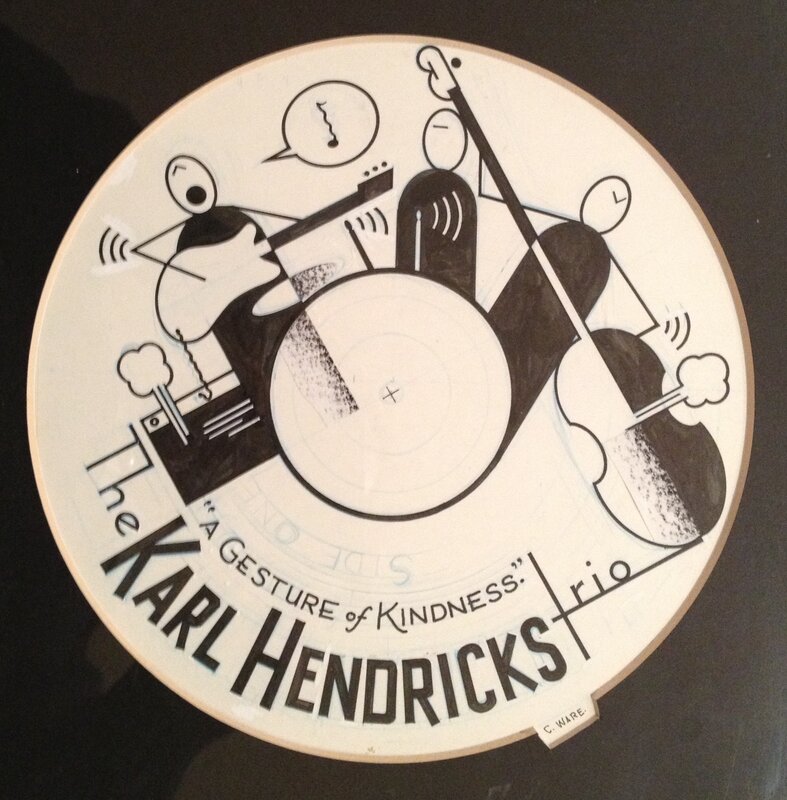 SIDE ONE
"A GESTURE of KINDNESS."
The KARL HENDRICKS trio
C. WARE.